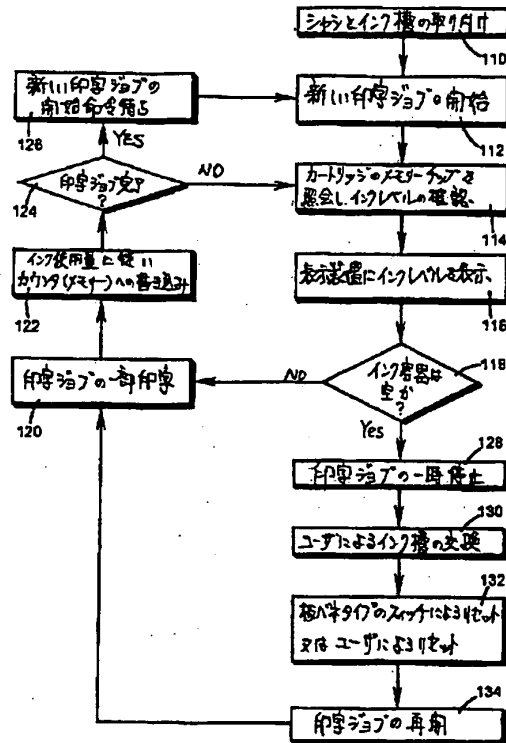 シャシとインク槽の取り付け
110
新しい印字ジョブの開始
112
カートリッジのメモリーチップを
照会しインクレベルの確認、
114
表示装置にインクレベルを表示、
116
インク容器は
空か
?
118
NO
Yes
印字ジョブの一部印字
120
インク使用量に従い
カウンタ(メモリー)への書き込み
122
印字ジョブ完了
?
124
NO
YES
新しい印字ジョブの
開始命令待ち
126
印字ジョブの一時停止
128
ユーザによるインク槽の交換
130
板バネタイプのスイッチによるリセット
又はユーザによるリセット
132
印字ジョブの再開
134